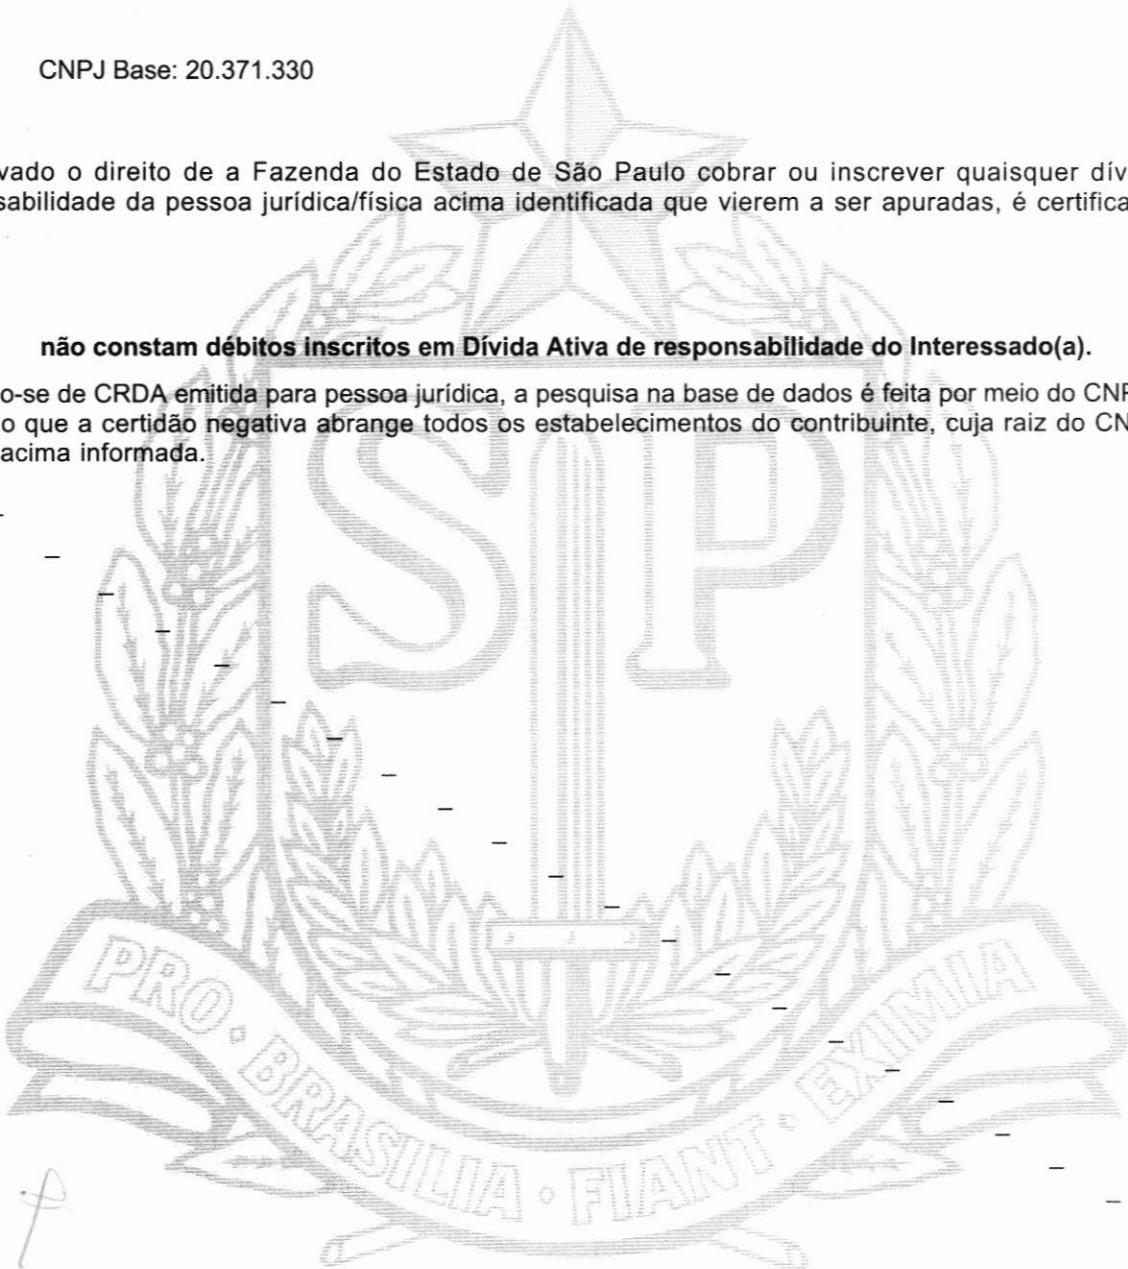 CNPJ Base: 20.371.330
vado o direito de a Fazenda do Estado de São Paulo cobrar ou inscrever quaisquer dív
sabilidade da pessoa jurídica/física acima identificada que vierem a ser apuradas, é certifica
não constam débitos inscritos em Dívida Ativa de responsabilidade do Interessado(a).
o-se de CRDA emitida para pessoa jurídica, a pesquisa na base de dados é feita por meio do CNP
o que a certidão negativa abrange todos os estabelecimentos do contribuinte, cuja raiz do CN
acima informada.
SP
PRO • BRASILIA • FIANT • EXIMIA